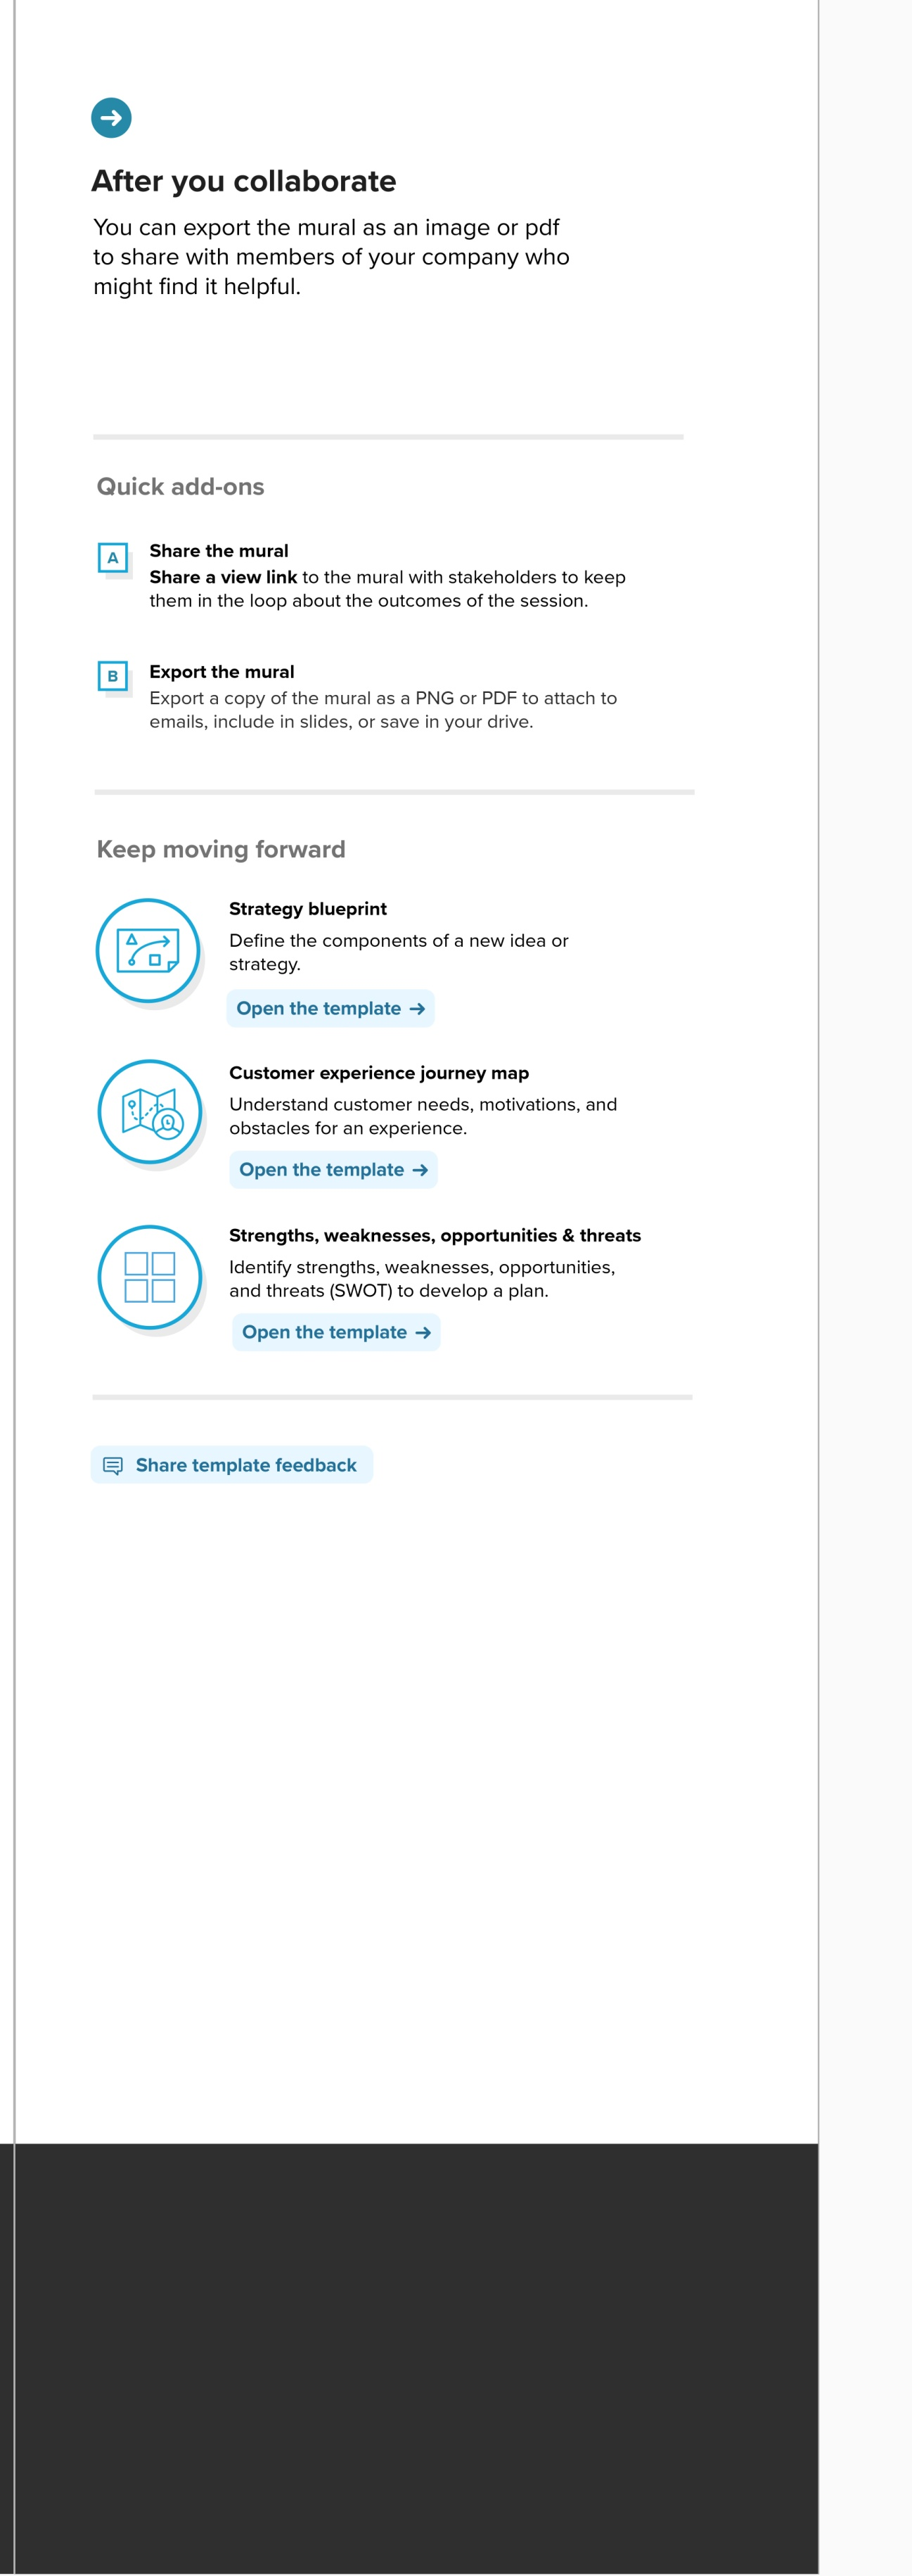 After you collaborate
You can export the mural as an image or pdf
to share with members of your company who
might find it helpful.
Quick add-ons
A
Share the mural
Share a view link to the mural with stakeholders to keep
them in the loop about the outcomes of the session.
B
Export the mural
Export a copy of the mural as a PNG or PDF to attach to
emails, include in slides, or save in your drive.
Keep moving forward
Strategy blueprint
Define the components of a new idea or
strategy.
Open the template →
Customer experience journey map
Understand customer needs, motivations, and
obstacles for an experience.
Open the template →
Strengths, weaknesses, opportunities & threats
Identify strengths, weaknesses, opportunities,
and threats (SWOT) to develop a plan.
Open the template →
Share template feedback